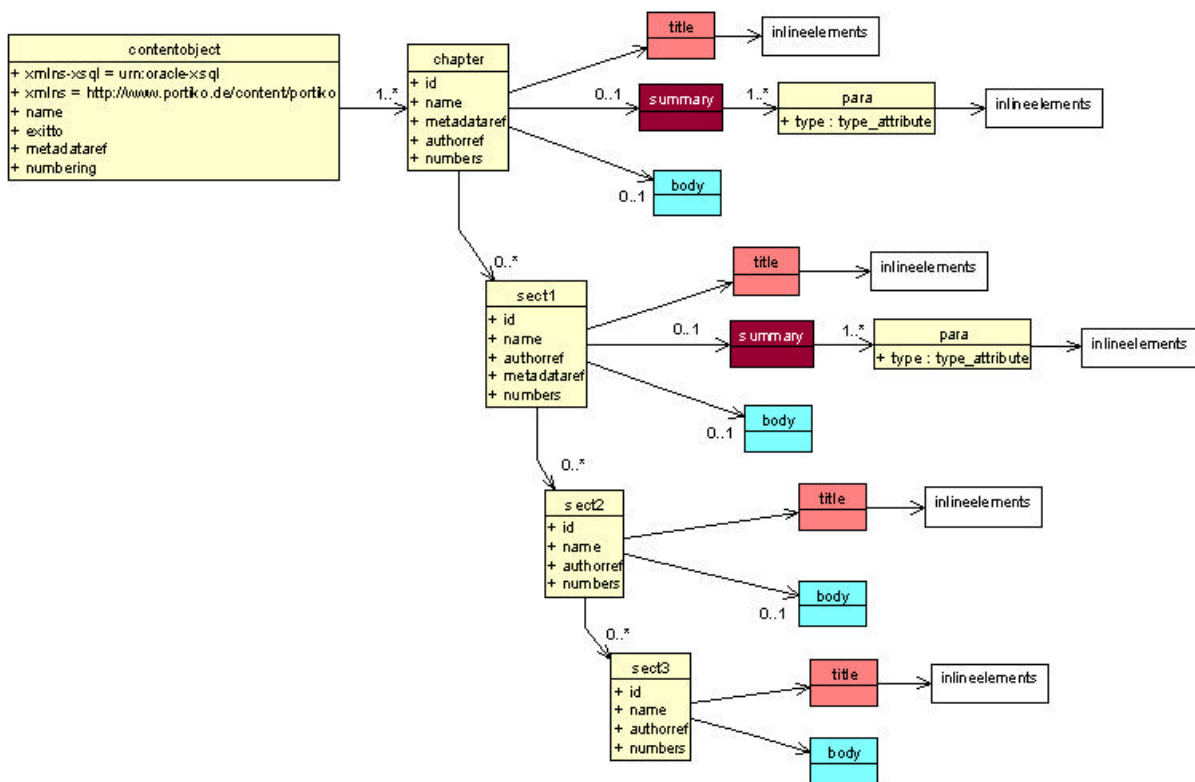 contentobject
+ xmlns-xsql = urn:oracle-xsql
+ xmlns = http://www.portiko.de/content/portiko
+ name
+ exitto
+ metadataref
+ numbering
1..*
chapter
+ id
+ name
+ metadataref
+ authorref
+ numbers
title
inlineelements
0..1
summary
1..*
para
+ type : type_attribute
inlineelements
body
0..1
0..*
sect1
+ id
+ name
+ authorref
+ metadataref
+ numbers
title
inlineelements
0..1
summary
1..*
para
+ type : type_attribute
inlineelements
body
0..1
0..*
sect2
+ id
+ name
+ authorref
+ numbers
title
inlineelements
body
0..1
0..*
sect3
+ id
+ name
+ authorref
+ numbers
title
inlineelements
body